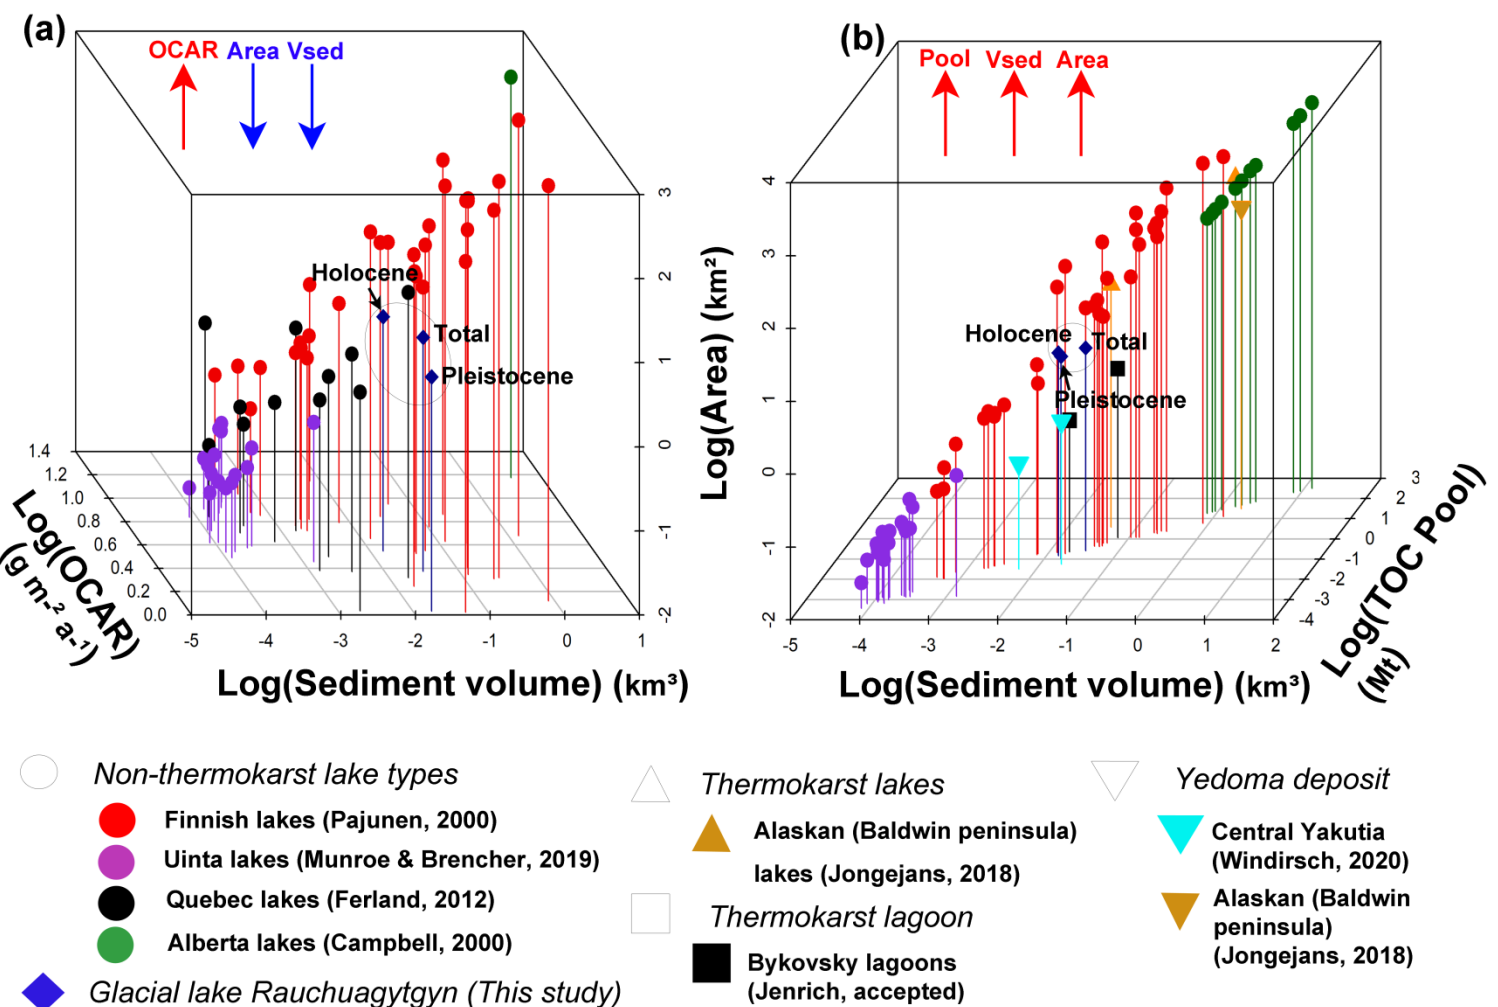 (a)
OCAR Area Vsed
Holocene
Total
Pleistocene
3
2
1
0
-1
-2
1.4
1.2
1.0
0.8
0.6
0.4
0.2
0.0
Log(OCAR)
(g m-² a-¹)
-5 -4 -3 -2 -1 0 1
Log(Sediment volume) (km³)
Log(Area) (km²)
(b)
Pool Vsed Area
Holocene
Total
Pleistocene
4
3
2
1
0
-1
-2
3
2
1
0
-1
-2
-3
-4
Log(TOC Pool)
(Mt)
-5 -4 -3 -2 -1 0 1 2
Log(Sediment volume) (km³)
Non-thermokarst lake types
Finnish lakes (Pajunen, 2000)
Uinta lakes (Munroe & Brencher, 2019)
Quebec lakes (Ferland, 2012)
Alberta lakes (Campbell, 2000)
Glacial lake Rauchuagytgyn (This study)
Thermokarst lakes
Alaskan (Baldwin peninsula)
lakes (Jongejans, 2018)
Thermokarst lagoon
Bykovsky lagoons
(Jenrich, accepted)
Yedoma deposit
Central Yakutia
(Windirsch, 2020)
Alaskan (Baldwin
peninsula)
(Jongejans, 2018)